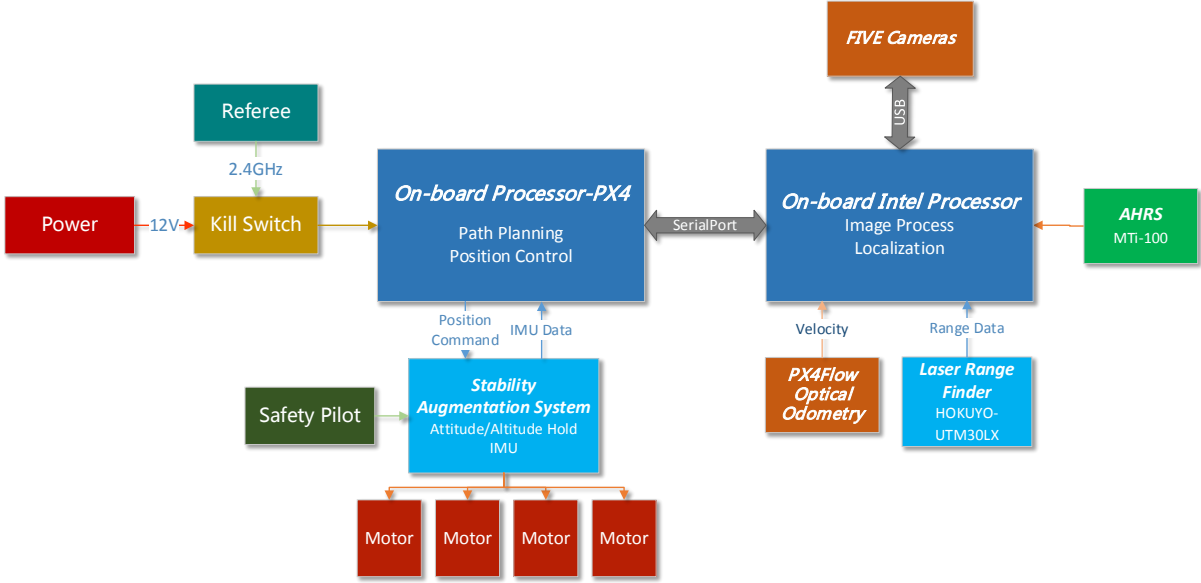 FIVE Cameras
USB
Referee
2.4GHz
Power
12V
Kill Switch
On-board Processor-PX4
Path Planning
Position Control
SerialPort
On-board Intel Processor
Image Process
Localization
AHRS
MTi-100
Position
Command
IMU Data
Velocity
Range Data
Safety Pilot
Stability
Augmentation System
Attitude/Altitude Hold
IMU
PX4Flow
Optical
Odometry
Laser Range
Finder
HOKUYO-
UTM30LX
Motor
Motor
Motor
Motor